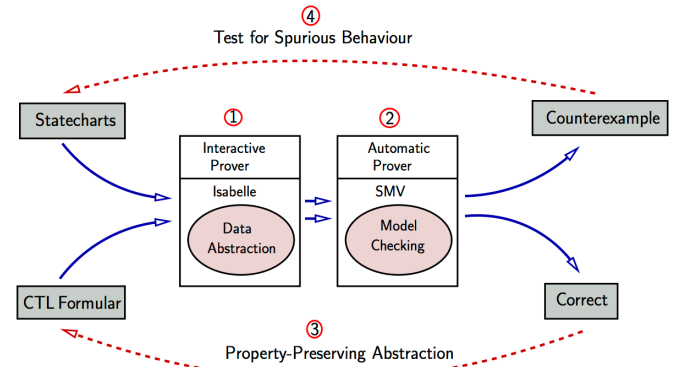 4
Test for Spurious Behaviour
Statecharts
1
2
Counterexample
Interactive
Prover
Automatic
Prover
Isabelle
SMV
Data
Abstraction
Model
Checking
CTL Formular
Correct
3
Property-Preserving Abstraction